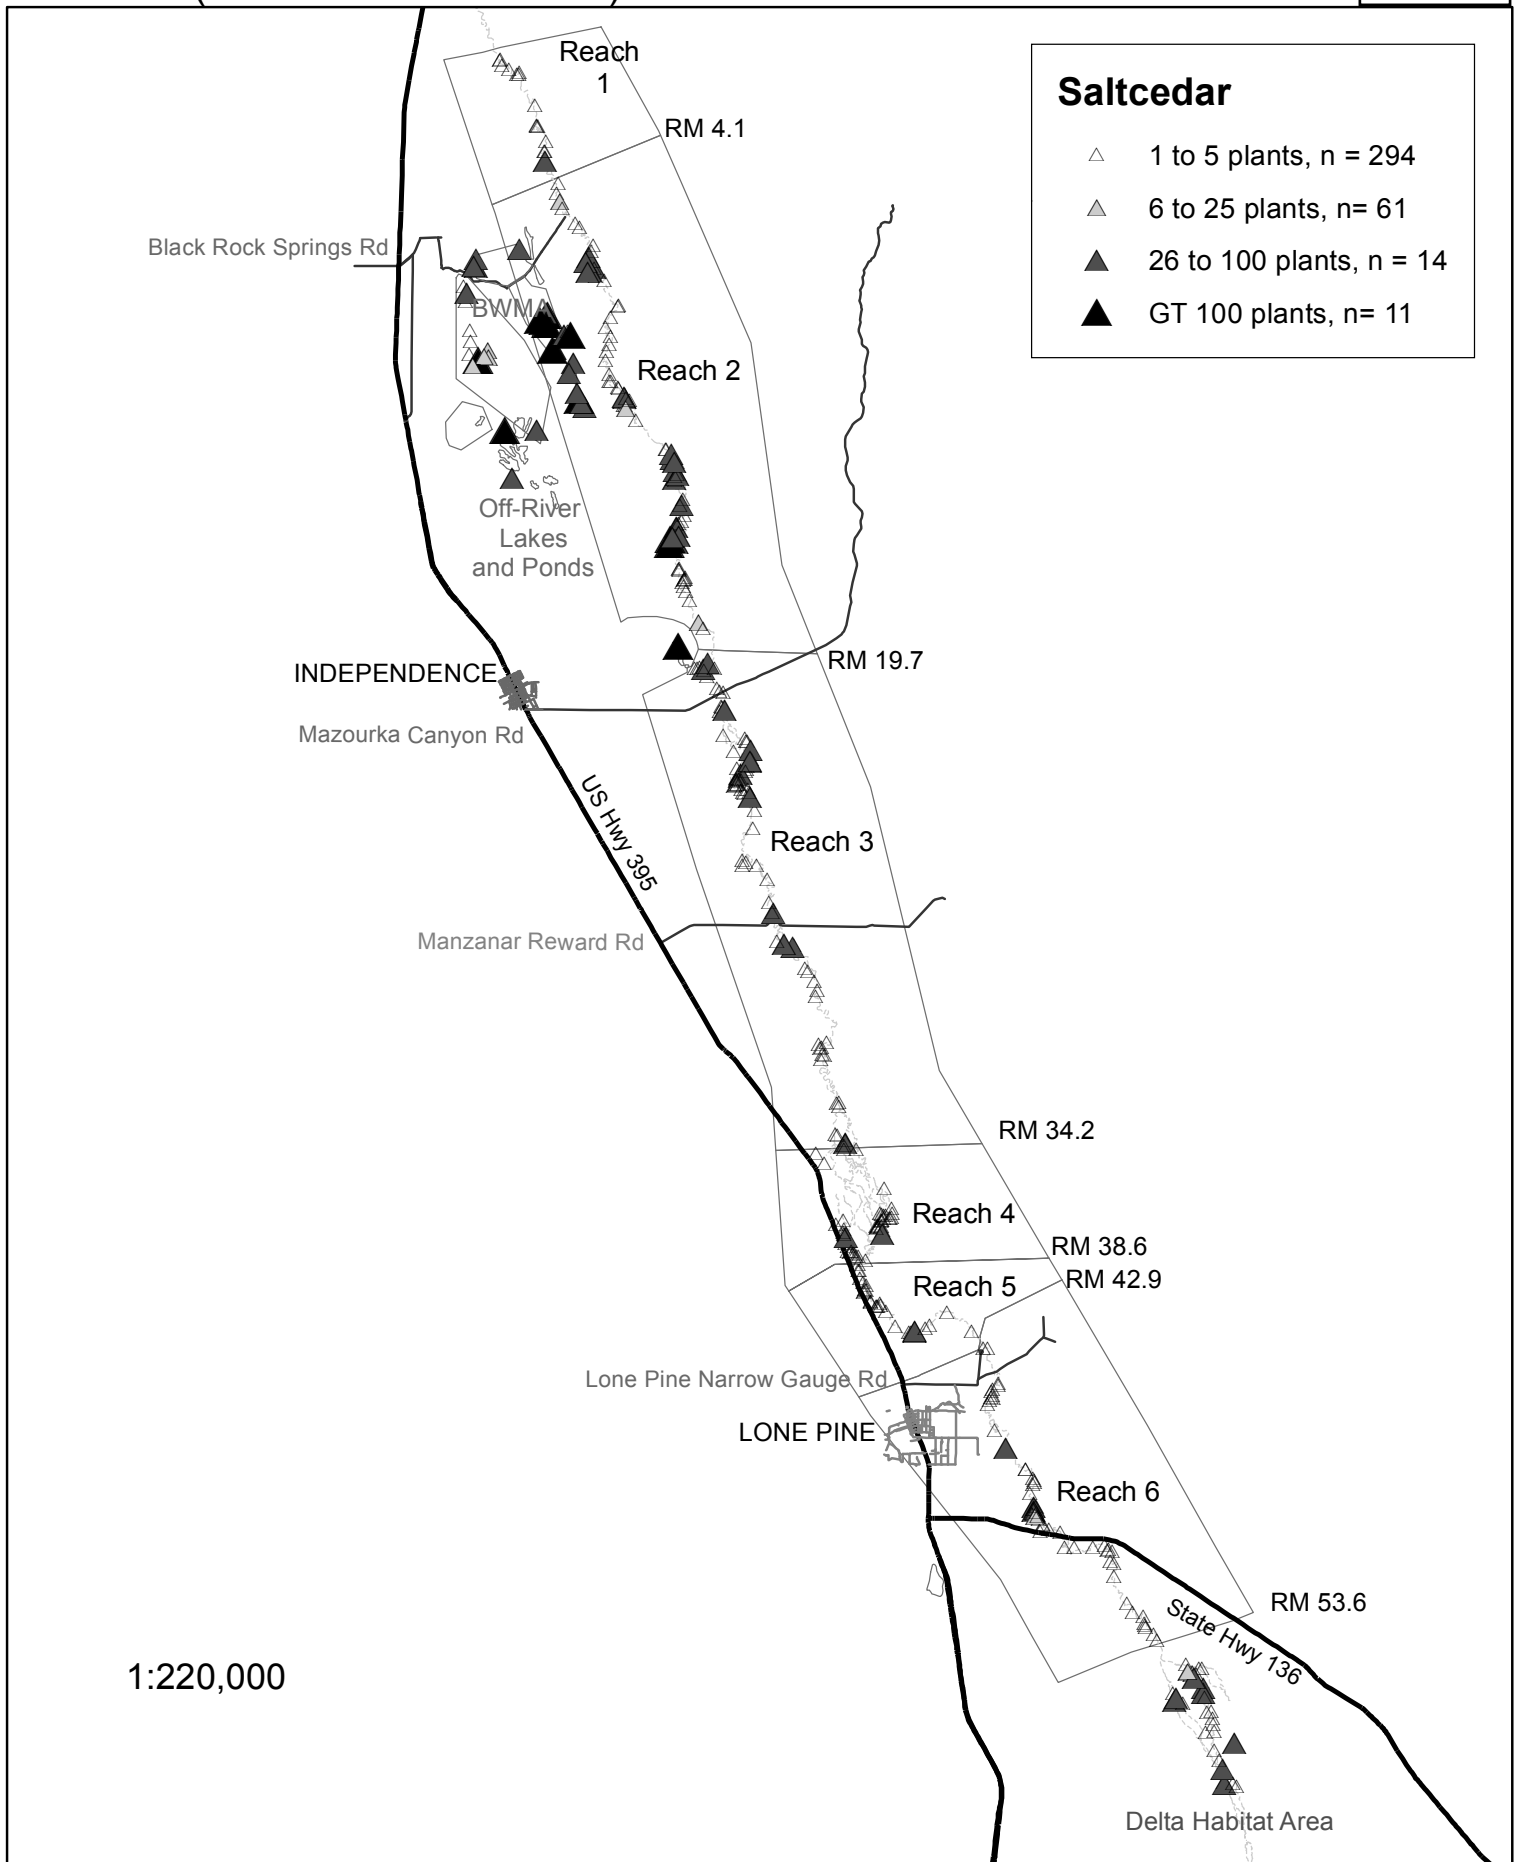 Reach
1
RM 4.1
Saltcedar
1 to 5 plants, n = 294
6 to 25 plants, n= 61
26 to 100 plants, n = 14
GT 100 plants, n= 11
Black Rock Springs Rd
BWMA
Reach 2
Off-River
Lakes
and Ponds
RM 19.7
INDEPENDENCE
Mazourka Canyon Rd
US Hwy 395
Reach 3
Manzanar Reward Rd
RM 34.2
Reach 4
RM 38.6
RM 42.9
Reach 5
Lone Pine Narrow Gauge Rd
LONE PINE
Reach 6
RM 53.6
State Hwy 136
1:220,000
Delta Habitat Area